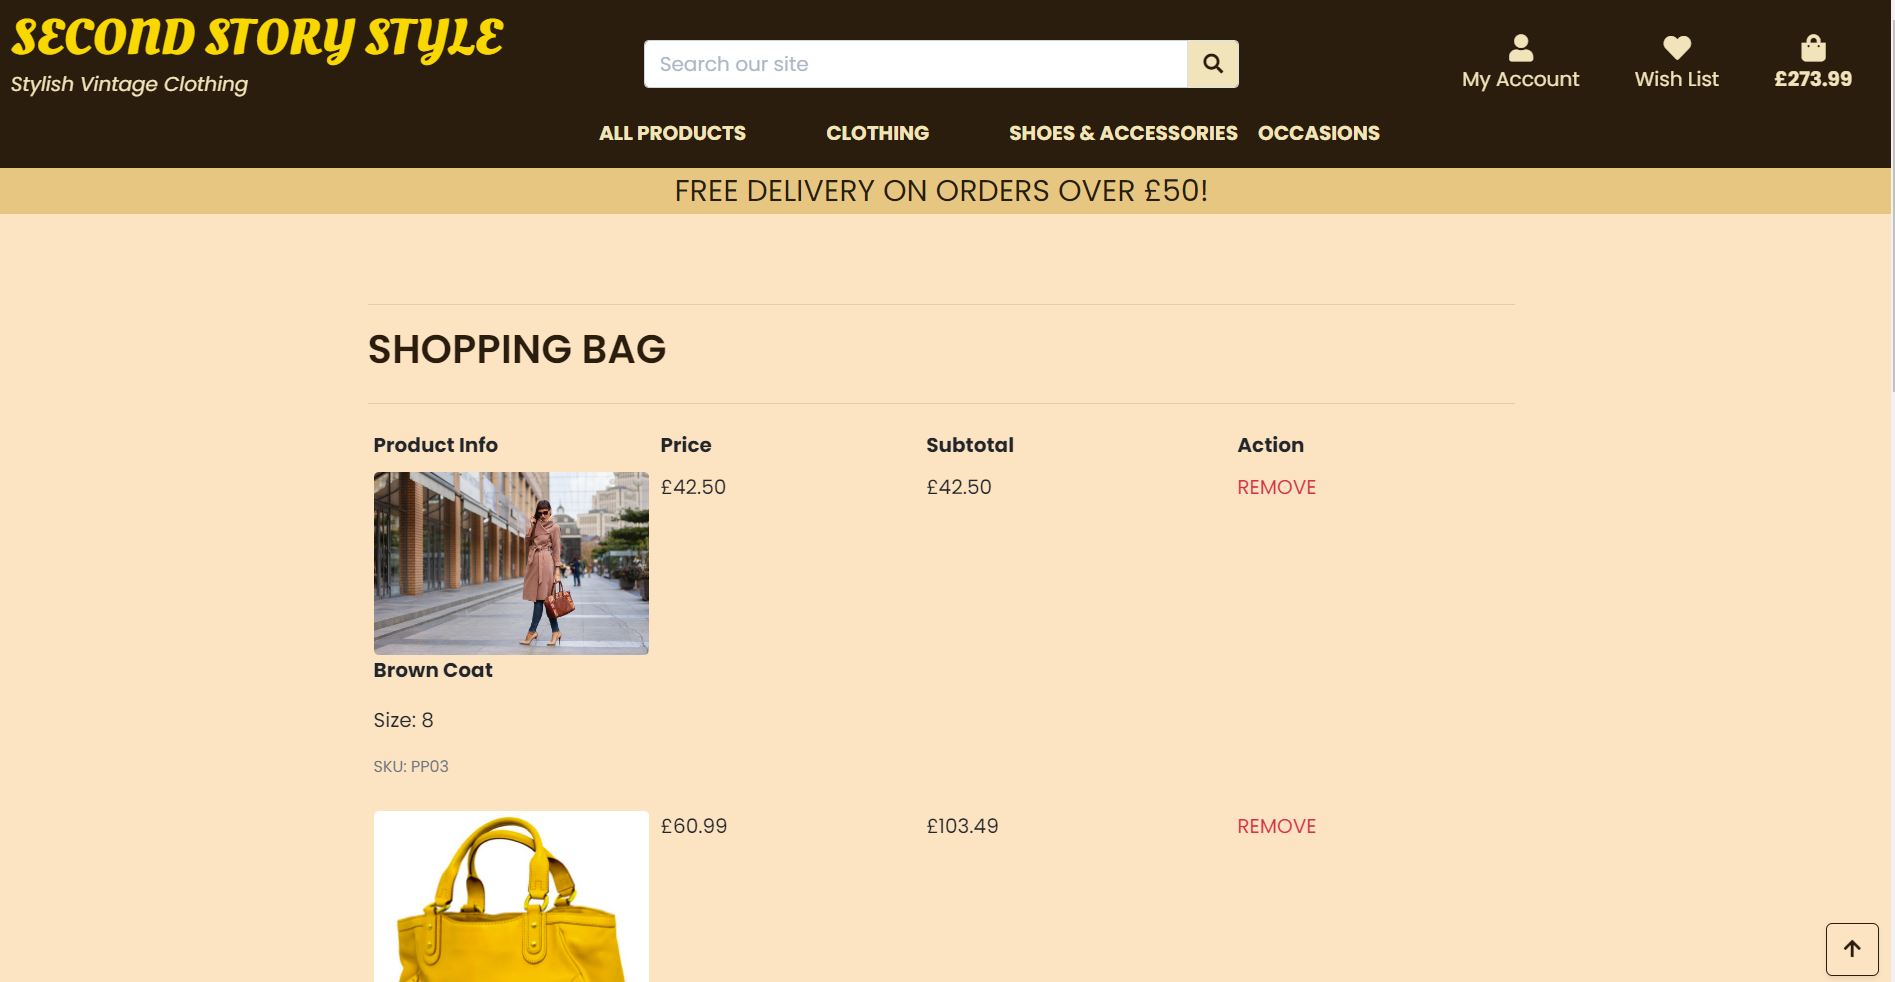 SECOND STORY STYLE
Stylish Vintage Clothing
Search our site
My Account
Wish List
£273.99
ALL PRODUCTS
CLOTHING
SHOES & ACCESSORIES
OCCASIONS
FREE DELIVERY ON ORDERS OVER £50!
SHOPPING BAG
Product Info Price Subtotal Action
£42.50 £42.50 REMOVE
Brown Coat
Size: 8
SKU: PP03
£60.99 £103.49 REMOVE